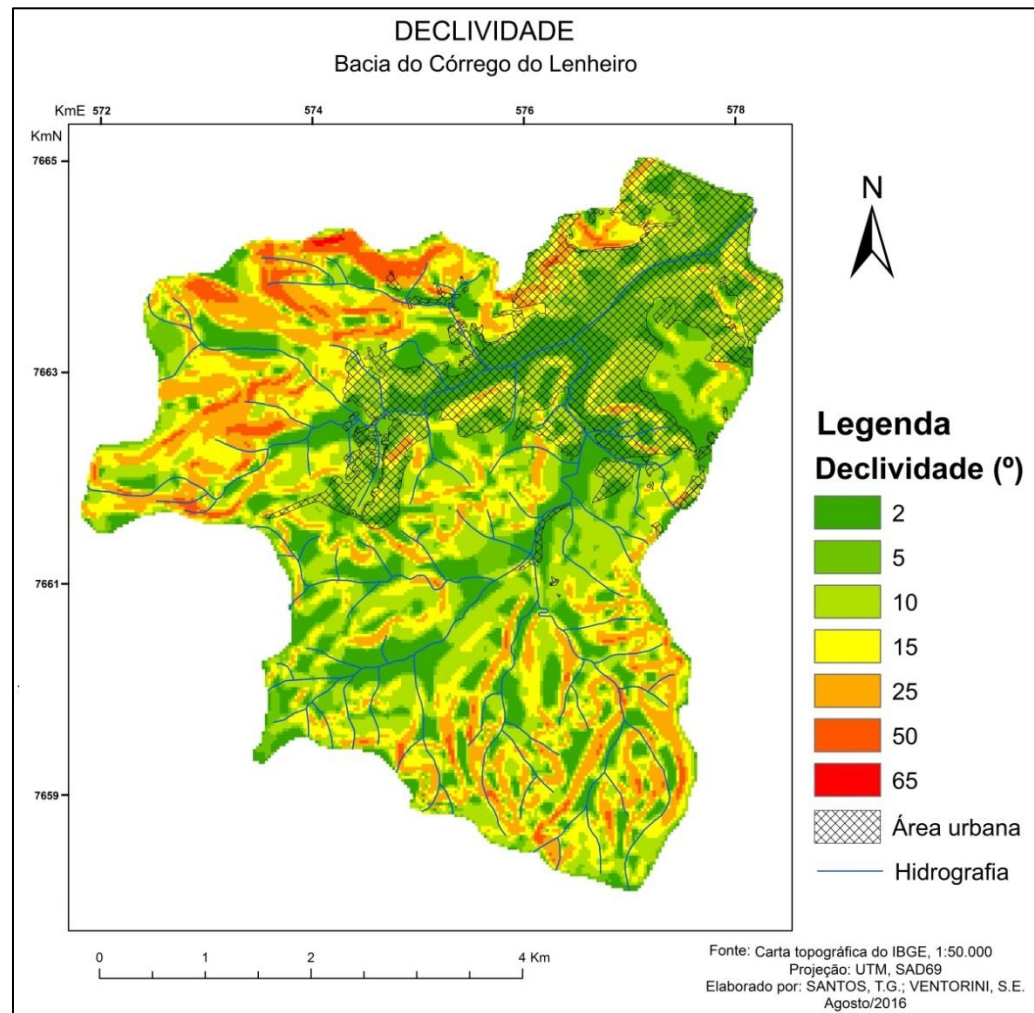 DECLIVIDADE
Bacia do Córrego do Lenheiro
KmE 572 574 576 578
KmN
7665
7663
7661
7659
N
Legenda
Declividade (º)
2
5
10
15
25
50
65
Área urbana
Hidrografia
0 1 2 4 Km
Fonte: Carta topográfica do IBGE, 1:50.000
Projeção: UTM, SAD69
Elaborado por: SANTOS, T.G.; VENTORINI, S.E.
Agosto/2016